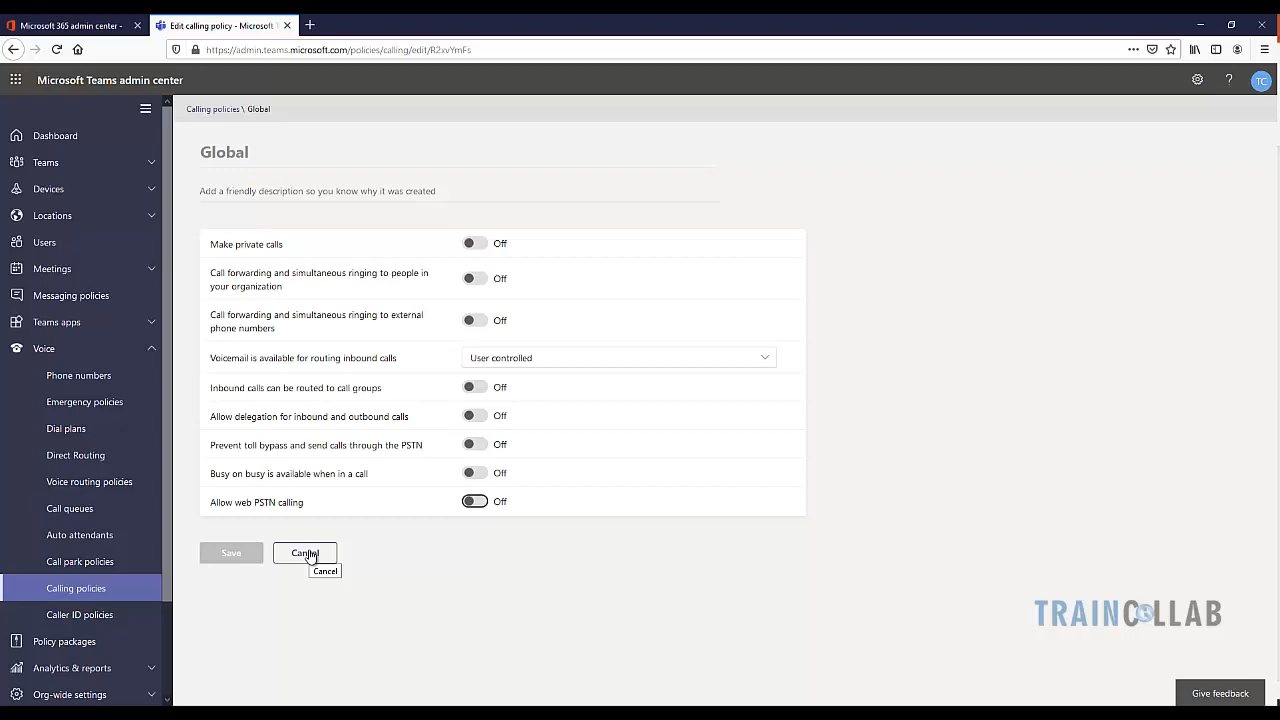 Microsoft 365 admin center -
Edit calling policy - Microsoft
https://admin.teams.microsoft.com/policies/calling/edit/R2xvYmFs
Microsoft Teams admin center
TC
Dashboard
Teams
Devices
Locations
Users
Meetings
Messaging policies
Teams apps
Voice
Phone numbers
Emergency policies
Dial plans
Direct Routing
Voice routing policies
Call queues
Auto attendants
Call park policies
Calling policies
Caller ID policies
Policy packages
Analytics & reports
Org-wide settings
Calling policies \ Global
Global
Add a friendly description so you know why it was created
Make private calls Off
Call forwarding and simultaneous ringing to people in
your organization Off
Call forwarding and simultaneous ringing to external
phone numbers Off
Voicemail is available for routing inbound calls User controlled
Inbound calls can be routed to call groups Off
Allow delegation for inbound and outbound calls Off
Prevent toll bypass and send calls through the PSTN Off
Busy on busy is available when in a call Off
Allow web PSTN calling Off
Save Cancel
Cancel
TRAINCOLLAB
Give feedback